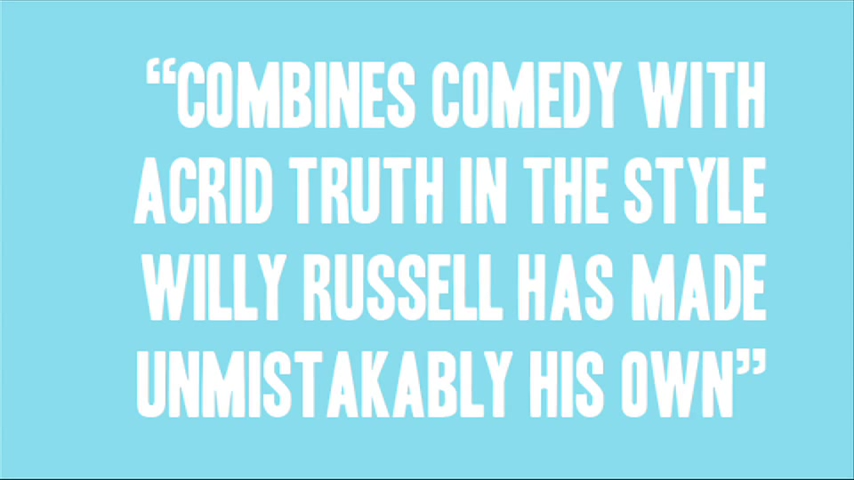 “COMBINES COMEDY WITH
ACRID TRUTH IN THE STYLE
WILLY RUSSELL HAS MADE
UNMISTAKABLY HIS OWN”